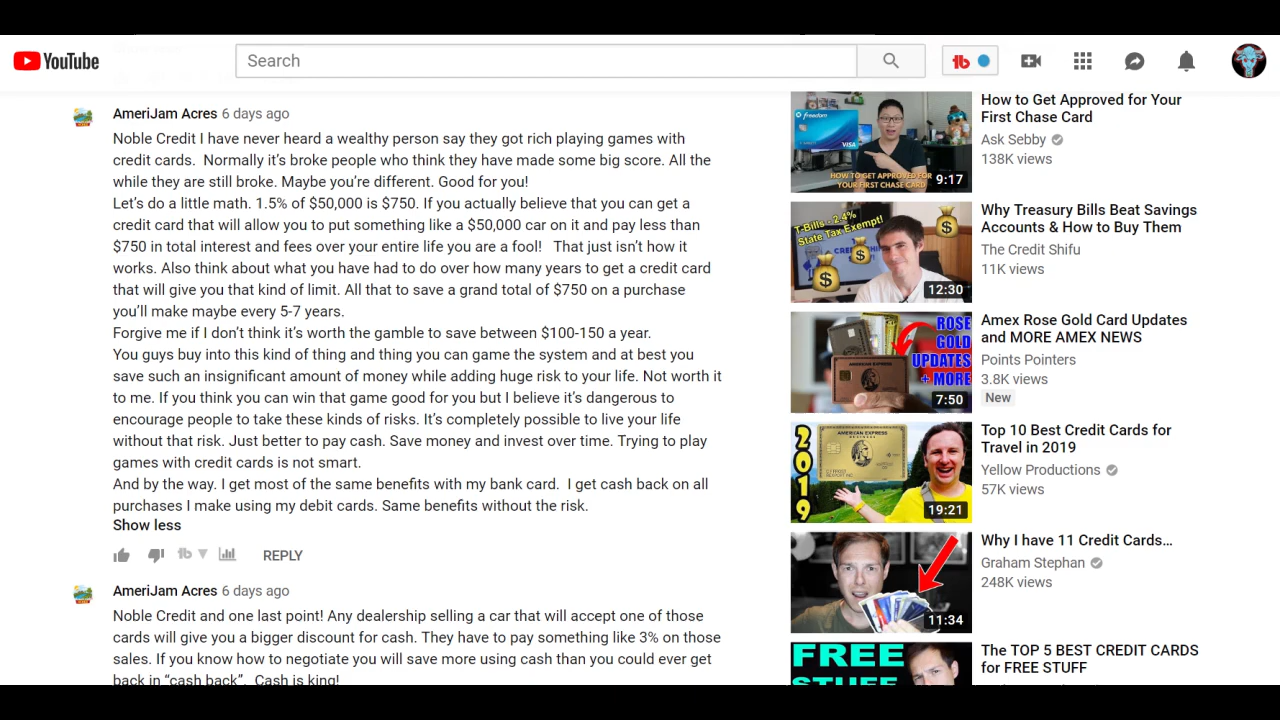 YouTube
Search
tb
AmeriJam Acres 6 days ago
Noble Credit I have never heard a wealthy person say they got rich playing games with
credit cards.  Normally it's broke people who think they have made some big score. All the
while they are still broke. Maybe you're different. Good for you!
Let's do a little math. 1.5% of $50,000 is $750. If you actually believe that you can get a
credit card that will allow you to put something like a $50,000 car on it and pay less than
$750 in total interest and fees over your entire life you are a fool!   That just isn't how it
works. Also think about what you have had to do over how many years to get a credit card
that will give you that kind of limit. All that to save a grand total of $750 on a purchase
you'll make maybe every 5-7 years.
Forgive me if I don't think it's worth the gamble to save between $100-150 a year.
You guys buy into this kind of thing and thing you can game the system and at best you
save such an insignificant amount of money while adding huge risk to your life. Not worth it
to me. If you think you can win that game good for you but I believe it's dangerous to
encourage people to take these kinds of risks. It's completely possible to live your life
without that risk. Just better to pay cash. Save money and invest over time. Trying to play
games with credit cards is not smart.
And by the way. I get most of the same benefits with my bank card.  I get cash back on all
purchases I make using my debit cards. Same benefits without the risk.
Show less
tb
REPLY
AmeriJam Acres 6 days ago
Noble Credit and one last point! Any dealership selling a car that will accept one of those
cards will give you a bigger discount for cash. They have to pay something like 3% on those
sales. If you know how to negotiate you will save more using cash than you could ever get
back in “cash back”.  Cash is king!
freedom
VISA
HOW TO GET APPROVED FOR
YOUR FIRST CHASE CARD
9:17
How to Get Approved for Your
First Chase Card
Ask Sebby
138K views
T-Bills - 2.4%
State Tax Exempt!
12:30
Why Treasury Bills Beat Savings
Accounts & How to Buy Them
The Credit Shifu
11K views
ROSE
GOLD
UPDATES
+ MORE
AMERICAN EXPRESS
7:50
Amex Rose Gold Card Updates
and MORE AMEX NEWS
Points Pointers
3.8K views
New
2019
AMERICAN EXPRESS
19:21
Top 10 Best Credit Cards for
Travel in 2019
Yellow Productions
57K views
11:34
Why I have 11 Credit Cards…
Graham Stephan
248K views
FREE
STUFF
The TOP 5 BEST CREDIT CARDS
for FREE STUFF